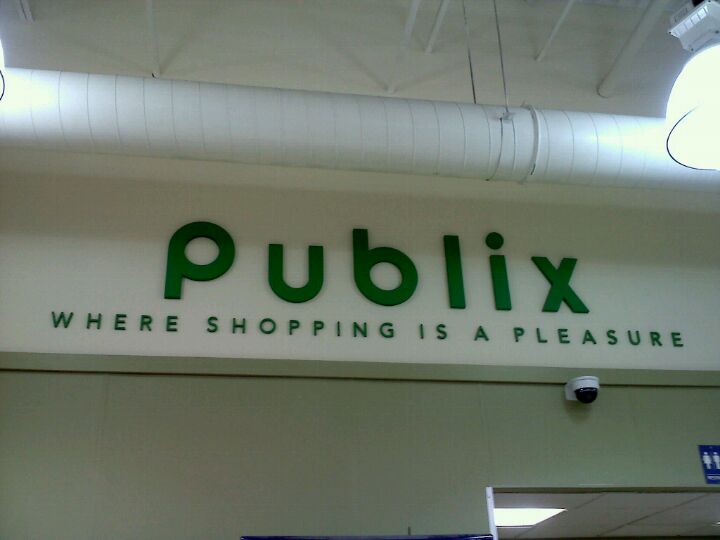 Publix
WHERE SHOPPING IS A PLEASURE